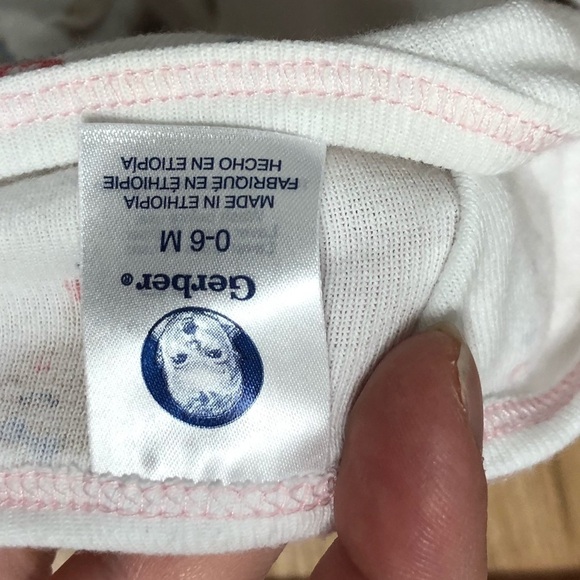 Gerber®
0-6 M
MADE IN ETHIOPIA
FABRIQUÉ EN ÉTHIOPIE
HECHO EN ETIOPÍA